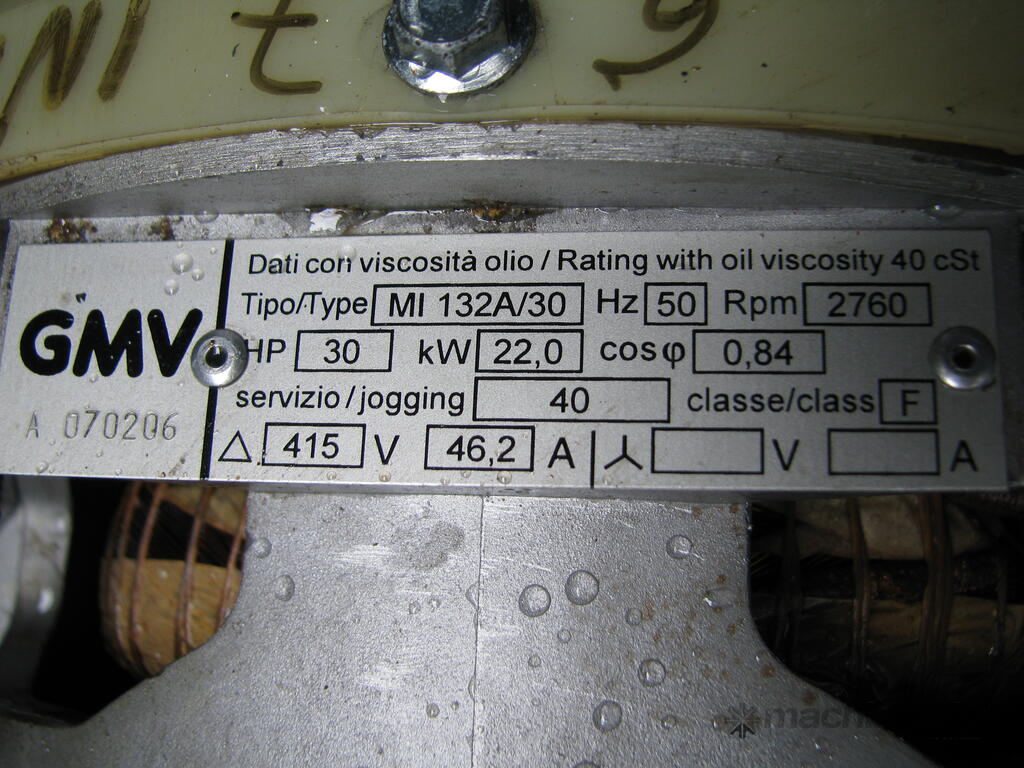 Dati con viscosità olio / Rating with oil viscosity 40 cSt
Tipo/Type MI 132A/30 Hz 50 Rpm 2760
GMV
HP 30 kW 22,0 cosφ 0,84
servizio/jogging 40 classe/class F
A 070206
△ 415 V 46,2 A ⅄ V A